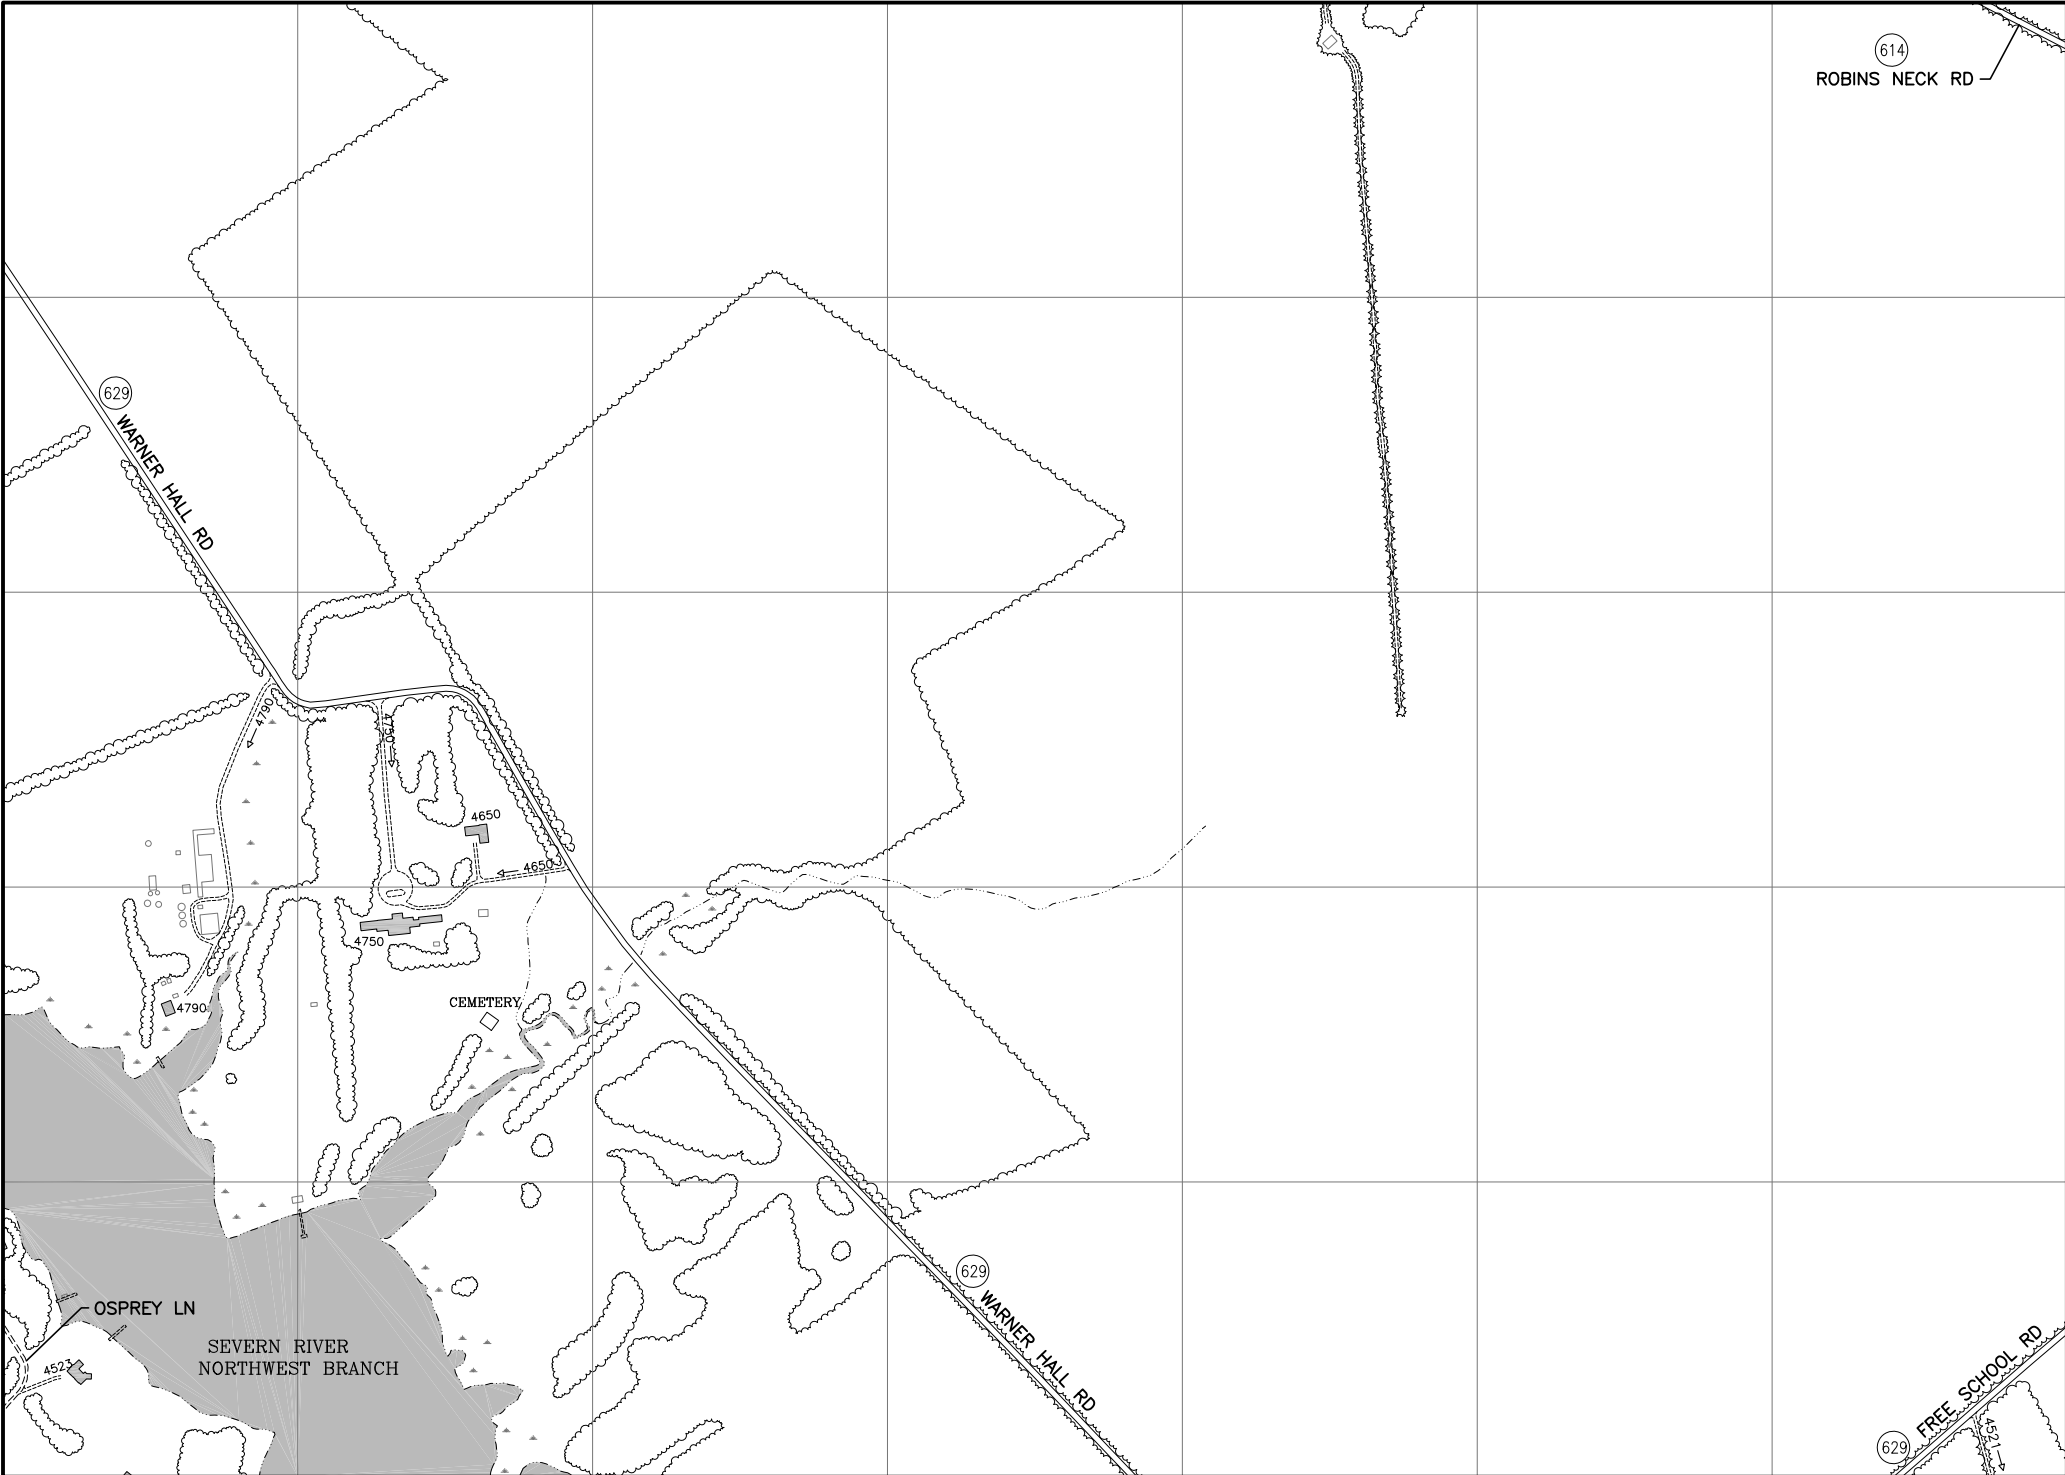 614
ROBINS NECK RD
629
WARNER HALL RD
4790
4750
4650
4650
4750
CEMETERY
4790
629
WARNER HALL RD
OSPREY LN
SEVERN RIVER
NORTHWEST BRANCH
4523
FREE SCHOOL RD
629
4521